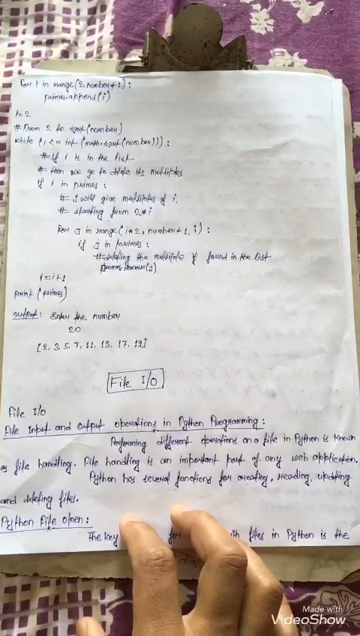 for i in range(2, number+1):
primes.append(i)
i=2
# From 2 to sqrt(number)
while (i <= int (math.sqrt(number))):
# If i is in the list
# then we go to delete its multiples
if i in primes:
# J will give multiples of i,
# starting from 2*i
for j in range(i*2, number+1, i):
if j in primes:
# deleting the multiple if found in the list
primes.remove(j)
i=i+1
print (primes)
output: Enter the number
20
[2, 3, 5, 7, 11, 13, 17, 19]
File I/O
File I/O
File Input and output operations in Python Programming:
Performing different operations on a file in Python is known
as file handling. File handling is an important part of any web application.
Python has several functions for creating, reading, updating
and deleting files.
Python File Open:
The key for with files in Python is the
Made with
VideoShow